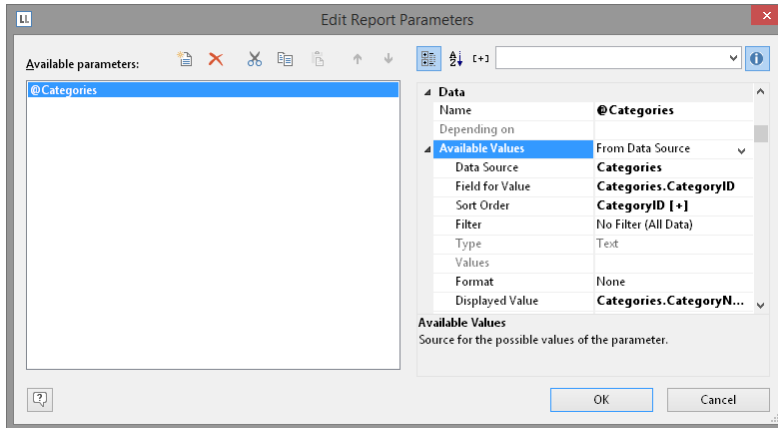 LL Edit Report Parameters
Available parameters:
@Categories
Data
Name @Categories
Depending on
Available Values From Data Source
Data Source Categories
Field for Value Categories.CategoryID
Sort Order CategoryID [+]
Filter No Filter (All Data)
Type Text
Values
Format None
Displayed Value Categories.CategoryN...
Available Values
Source for the possible values of the parameter.
OK Cancel